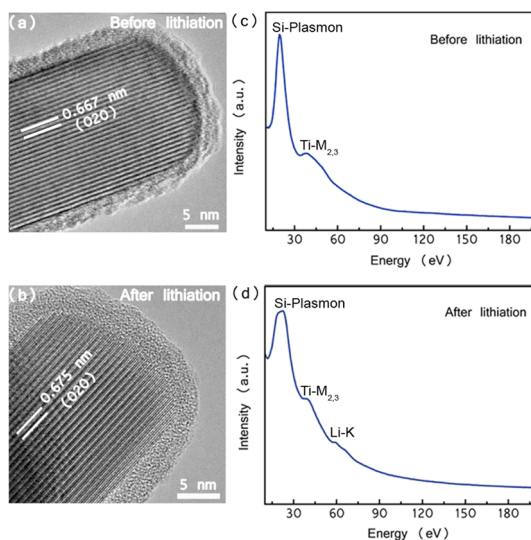 (a) Before lithiation
0.667 nm
(020)
5 nm
(c) Si-Plasmon
Before lithiation
Ti-M2,3
Intensity (a.u.)
30 60 90 120 150 180
Energy (eV)
(b) After lithiation
0.675 nm
(020)
5 nm
(d) Si-Plasmon
After lithiation
Ti-M2,3
Li-K
Intensity (a.u.)
30 60 90 120 150 180
Energy (eV)